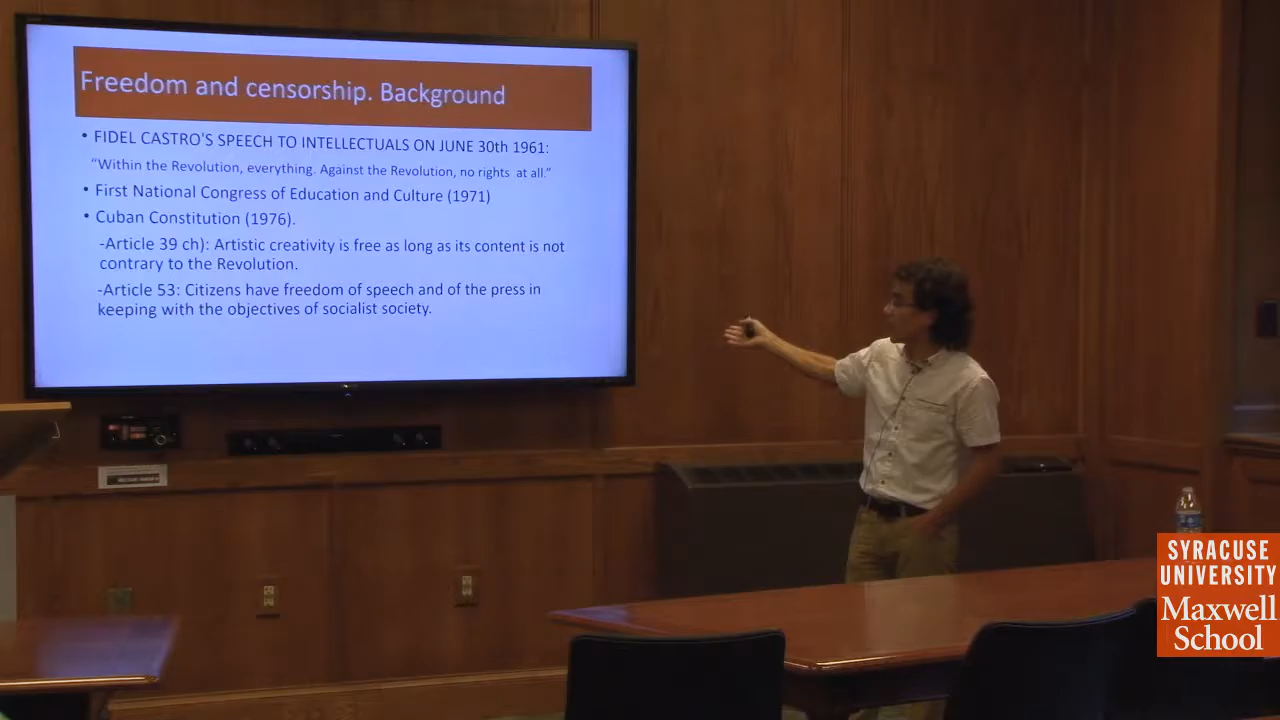 Freedom and censorship. Background
• FIDEL CASTRO'S SPEECH TO INTELLECTUALS ON JUNE 30th 1961:
“Within the Revolution, everything. Against the Revolution, no rights at all.”
• First National Congress of Education and Culture (1971)
• Cuban Constitution (1976).
-Article 39 ch): Artistic creativity is free as long as its content is not
contrary to the Revolution.
-Article 53: Citizens have freedom of speech and of the press in
keeping with the objectives of socialist society.
SYRACUSE
UNIVERSITY
Maxwell
School